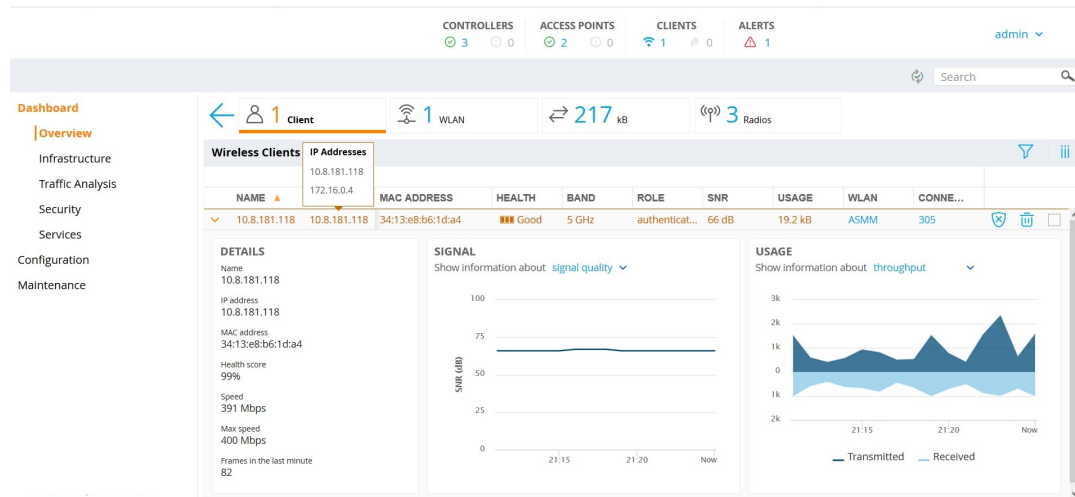 CONTROLLERS ACCESS POINTS CLIENTS ALERTS
3 0 2 0 1 0 1
admin
Search
Dashboard
Overview
Infrastructure
Traffic Analysis
Security
Services
Configuration
Maintenance
1 Client
1 WLAN
217 kB
3 Radios
Wireless Clients
IP Addresses
10.8.181.118
172.16.0.4
NAME MAC ADDRESS HEALTH BAND ROLE SNR USAGE WLAN CONNE...
10.8.181.118 10.8.181.118 34:13:e8:b6:1d:a4 Good 5 GHz authenticat... 66 dB 19.2 kB ASMM 305
DETAILS
Name
10.8.181.118
IP address
10.8.181.118
MAC address
34:13:e8:b6:1d:a4
Health score
99%
Speed
391 Mbps
Max speed
400 Mbps
Frames in the last minute
82
SIGNAL
Show information about signal quality
100
75
50
25
0
SNR (dB)
21:15 21:20 Now
USAGE
Show information about throughput
3k
2k
1k
0
1k
2k
21:15 21:20 Now
Transmitted Received